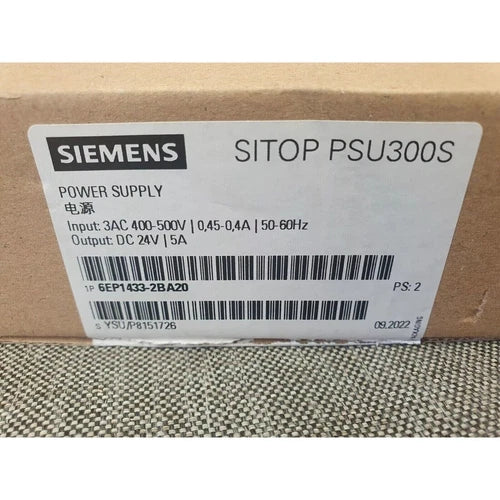 SIEMENS SITOP PSU300S
POWER SUPPLY
电源
Input: 3AC 400-500V | 0,45-0,4A | 50-60Hz
Output: DC 24V | 5A
1P 6EP1433-2BA20 PS: 2
S YSU/P8151726 09.2022